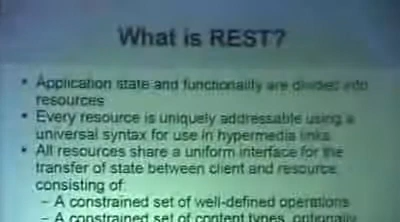 What is REST?
• Application state and functionality are divided into
resources
• Every resource is uniquely addressable using a
universal syntax for use in hypermedia links
• All resources share a uniform interface for the
transfer of state between client and resource,
consisting of:
– A constrained set of well-defined operations
– A constrained set of content types, optionally